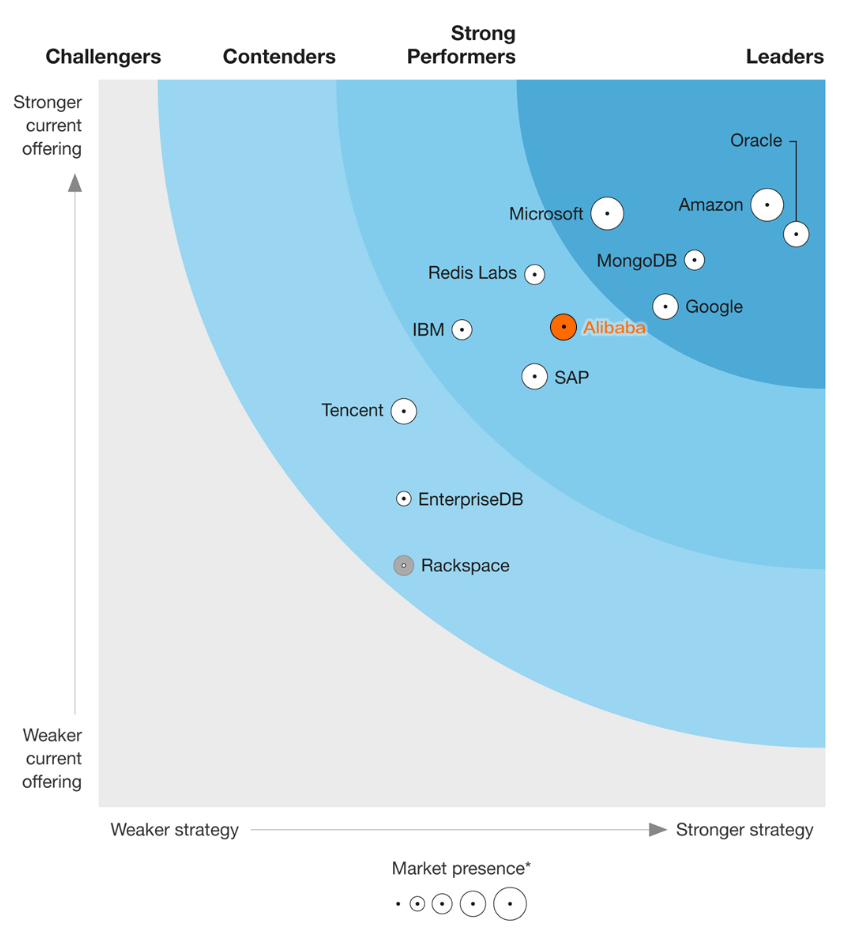 Challengers
Contenders
Strong
Performers
Leaders
Stronger
current
offering
Oracle
Microsoft
Amazon
MongoDB
Redis Labs
Google
IBM
Alibaba
SAP
Tencent
EnterpriseDB
Rackspace
Weaker
current
offering
Weaker strategy
Stronger strategy
Market presence*